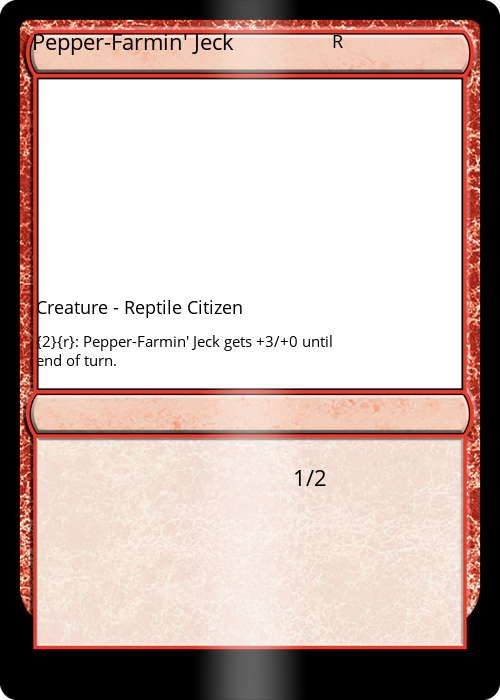 Pepper-Farmin' Jeck R
Creature - Reptile Citizen
{2}{r}: Pepper-Farmin' Jeck gets +3/+0 until
end of turn.
1/2